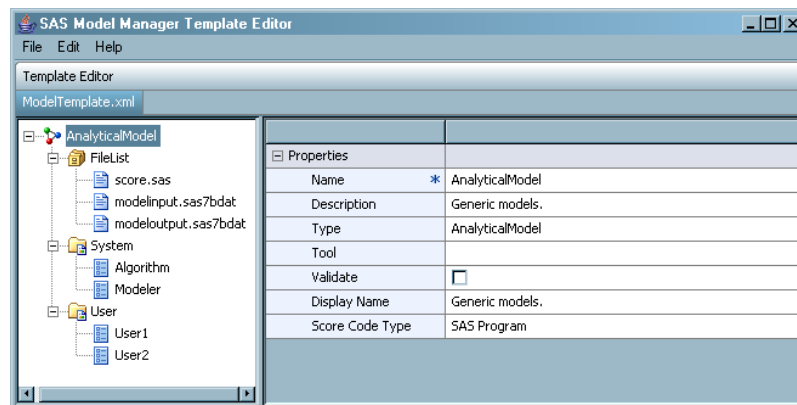 SAS Model Manager Template Editor
File Edit Help
Template Editor
ModelTemplate.xml
AnalyticalModel
FileList
score.sas
modelinput.sas7bdat
modeloutput.sas7bdat
System
Algorithm
Modeler
User
User1
User2
Properties
Name * AnalyticalModel
Description Generic models.
Type AnalyticalModel
Tool
Validate
Display Name Generic models.
Score Code Type SAS Program